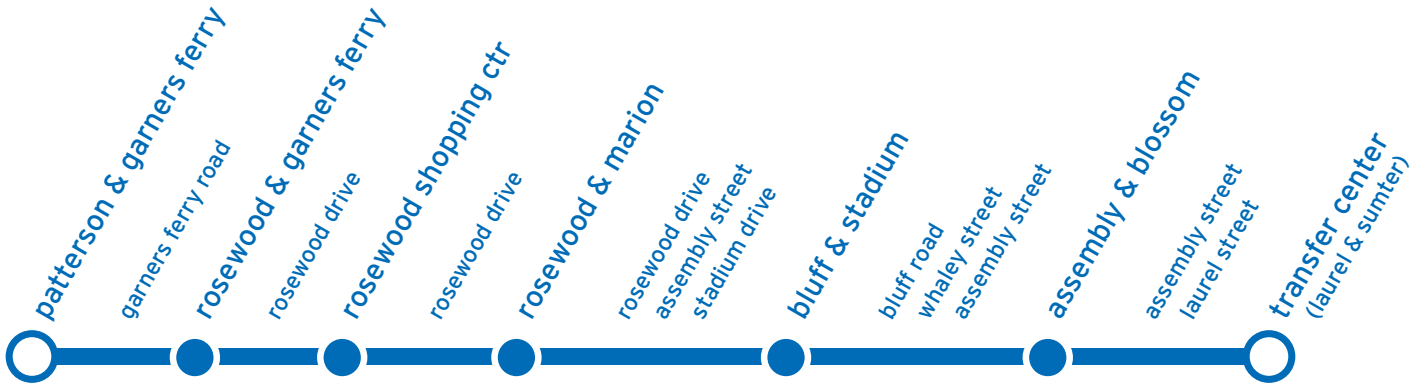 patterson & garners ferry
garners ferry road
rosewood & garners ferry
rosewood drive
rosewood shopping ctr
rosewood drive
rosewood & marion
rosewood drive
assembly street
stadium drive
bluff & stadium
bluff road
whaley street
assembly street
assembly & blossom
assembly street
laurel street
transfer center
(laurel & sumter)